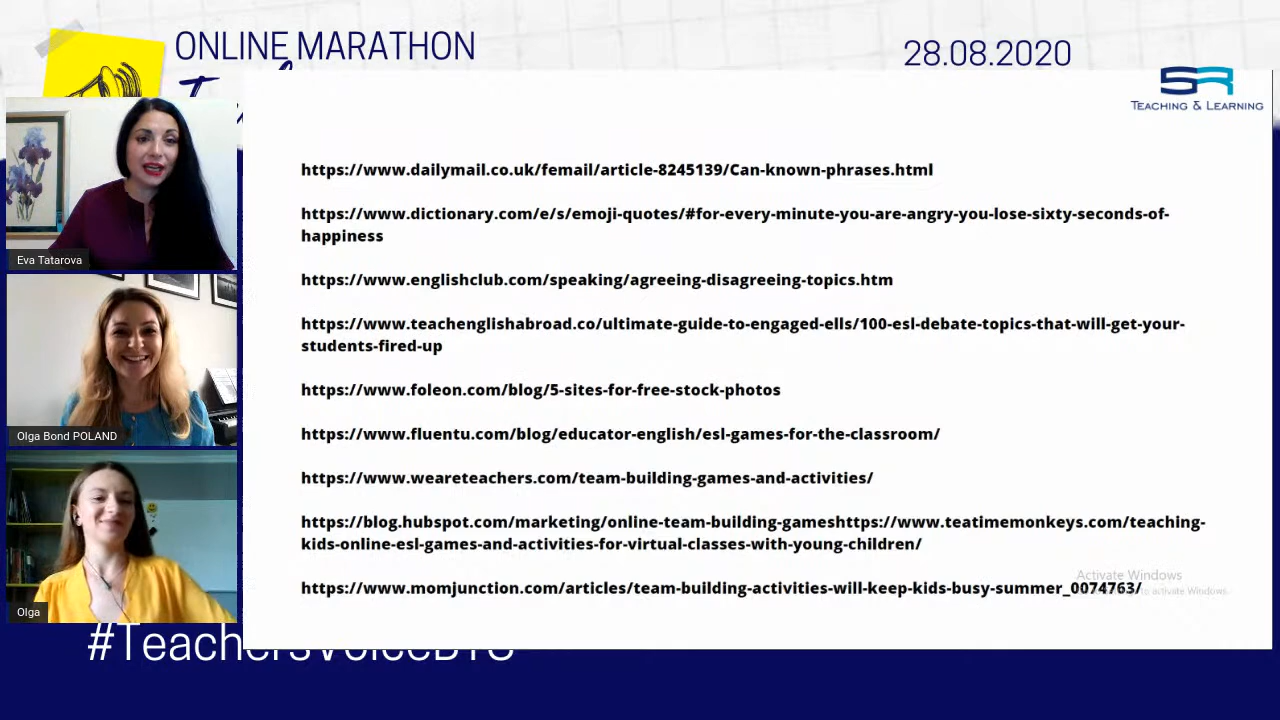 ONLINE MARATHON
28.08.2020
SR
TEACHING & LEARNING
Eva Tatarova
Olga Bond POLAND
Olga
https://www.dailymail.co.uk/femail/article-8245139/Can-known-phrases.html
https://www.dictionary.com/e/s/emoji-quotes/#for-every-minute-you-are-angry-you-lose-sixty-seconds-of-
happiness
https://www.englishclub.com/speaking/agreeing-disagreeing-topics.htm
https://www.teachenglishabroad.co/ultimate-guide-to-engaged-ells/100-esl-debate-topics-that-will-get-your-
students-fired-up
https://www.foleon.com/blog/5-sites-for-free-stock-photos
https://www.fluentu.com/blog/educator-english/esl-games-for-the-classroom/
https://www.weareteachers.com/team-building-games-and-activities/
https://blog.hubspot.com/marketing/online-team-building-gameshttps://www.teatimemonkeys.com/teaching-
kids-online-esl-games-and-activities-for-virtual-classes-with-young-children/
https://www.momjunction.com/articles/team-building-activities-will-keep-kids-busy-summer_0074763/
Activate Windows
to activate Windows.
#TeachersVoiceBTS